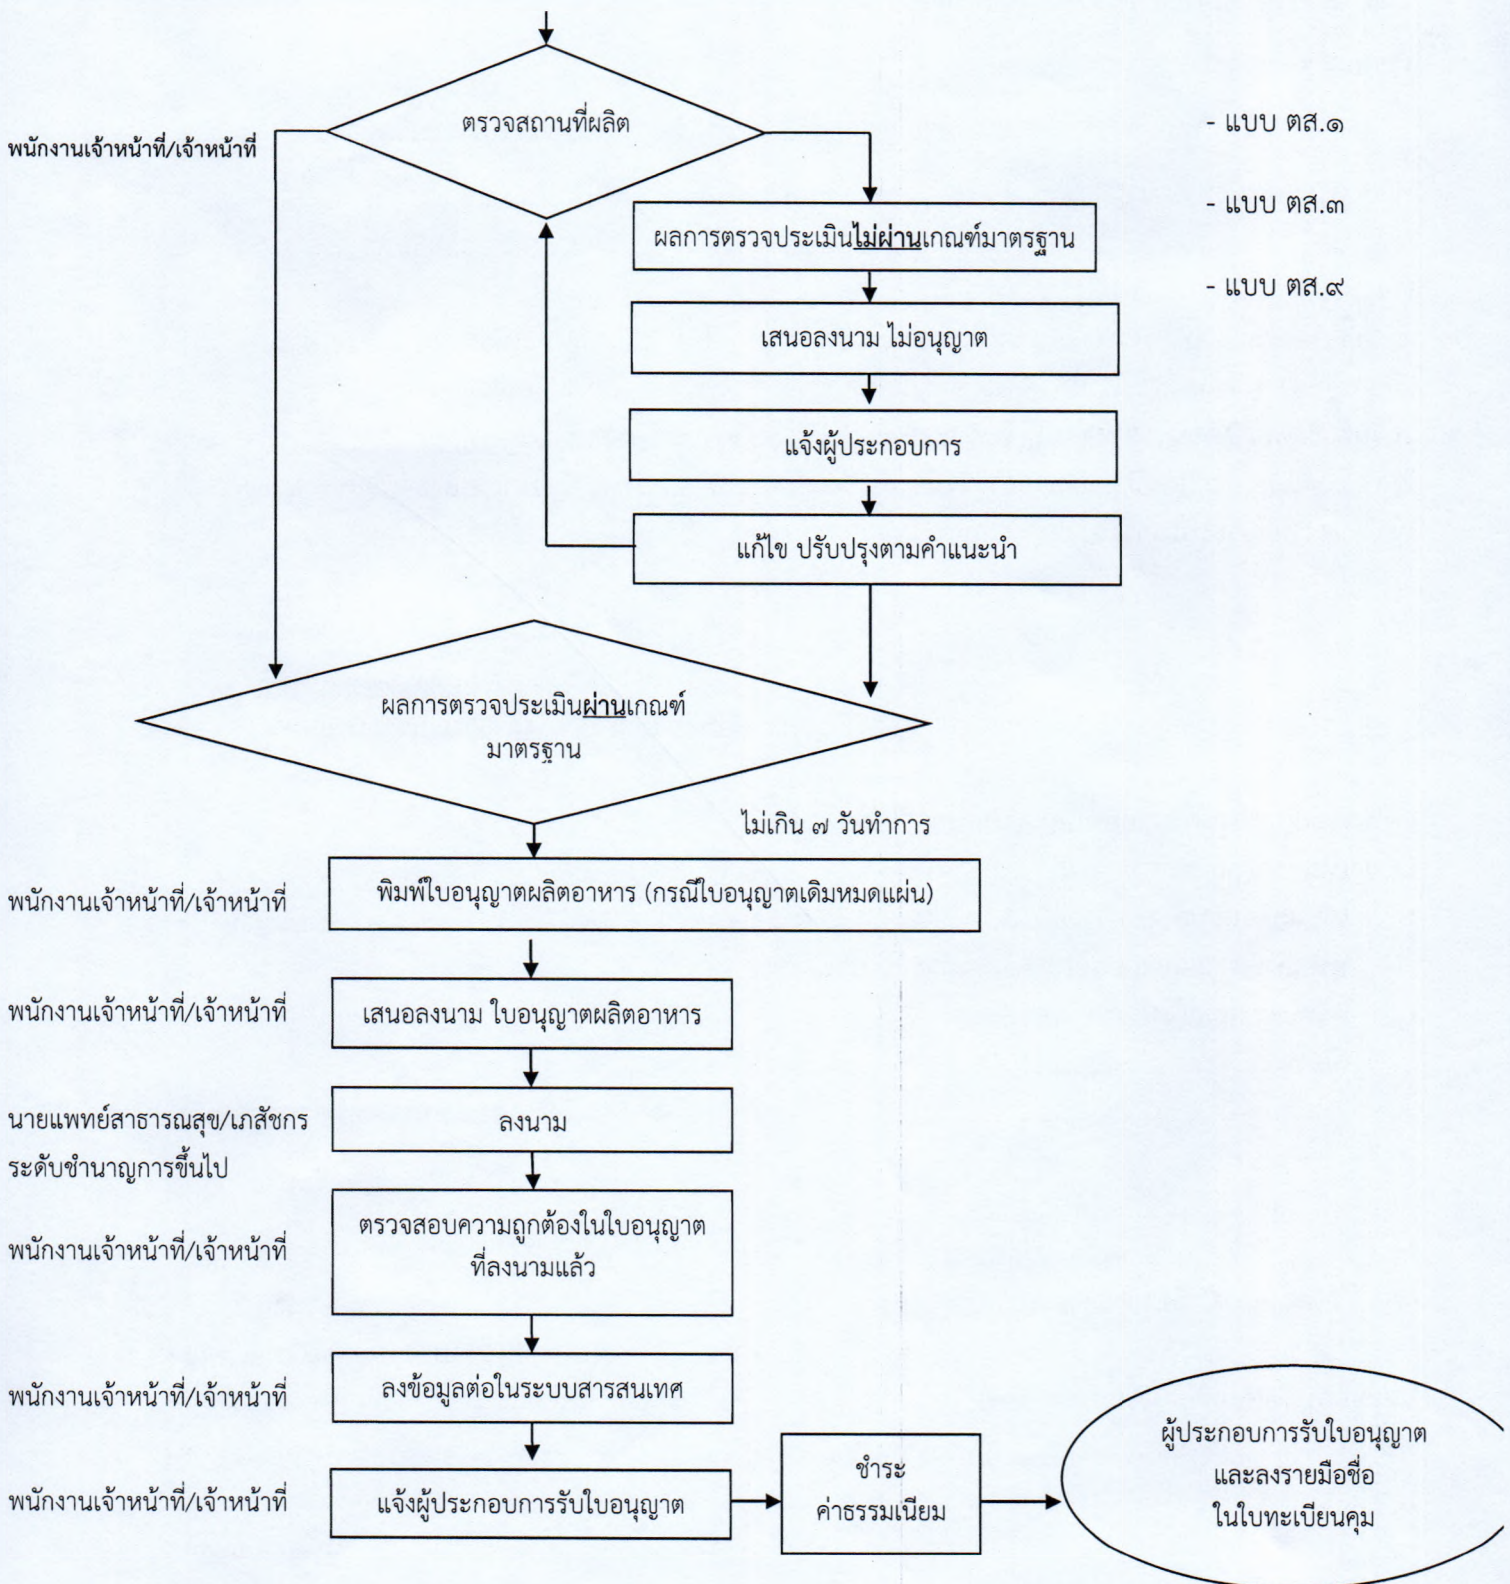 ตรวจสถานที่ผลิต
พนักงานเจ้าหน้าที่/เจ้าหน้าที่
- แบบ ตส.๑
- แบบ ตส.๓
- แบบ ตส.๙
ผลการตรวจประเมินไม่ผ่านเกณฑ์มาตรฐาน
เสนอลงนาม ไม่อนุญาต
แจ้งผู้ประกอบการ
แก้ไข ปรับปรุงตามคำแนะนำ
ผลการตรวจประเมินผ่านเกณฑ์
มาตรฐาน
ไม่เกิน ๗ วันทำการ
พนักงานเจ้าหน้าที่/เจ้าหน้าที่
พิมพ์ใบอนุญาตผลิตอาหาร (กรณีใบอนุญาตเดิมหมดแผ่น)
พนักงานเจ้าหน้าที่/เจ้าหน้าที่
เสนอลงนาม ใบอนุญาตผลิตอาหาร
นายแพทย์สาธารณสุข/เภสัชกร
ระดับชำนาญการขึ้นไป
ลงนาม
พนักงานเจ้าหน้าที่/เจ้าหน้าที่
ตรวจสอบความถูกต้องในใบอนุญาต
ที่ลงนามแล้ว
พนักงานเจ้าหน้าที่/เจ้าหน้าที่
ลงข้อมูลต่อในระบบสารสนเทศ
พนักงานเจ้าหน้าที่/เจ้าหน้าที่
แจ้งผู้ประกอบการรับใบอนุญาต
ชำระ
ค่าธรรมเนียม
ผู้ประกอบการรับใบอนุญาต
และลงรายมือชื่อ
ในใบทะเบียนคุม